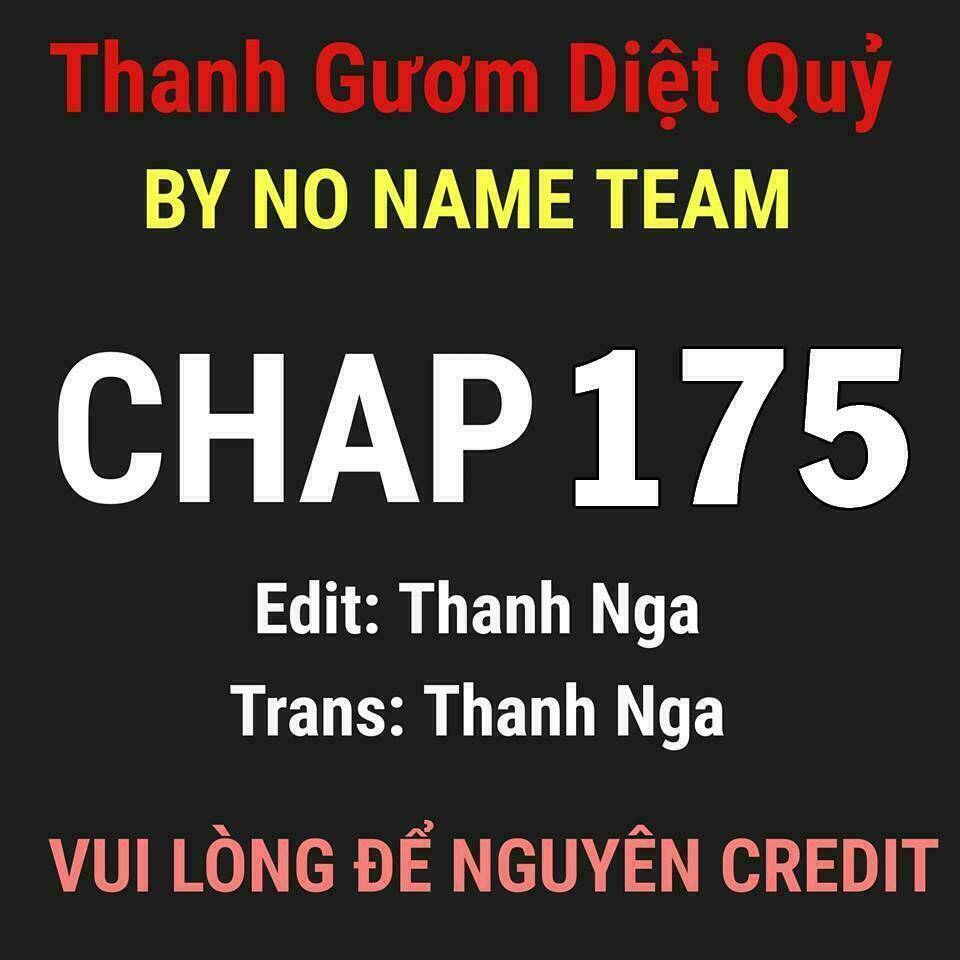 Thanh Gươm Diệt Quỷ
BY NO NAME TEAM
CHAP 175
Edit: Thanh Nga
Trans: Thanh Nga
VUI LÒNG ĐỂ NGUYÊN CREDIT